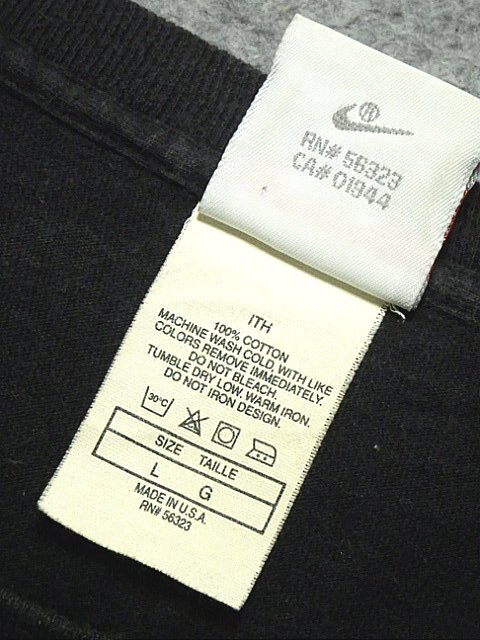 ®
RN# 56323
CA# 01944
ITH
100% COTTON
MACHINE WASH COLD, WITH LIKE
COLORS REMOVE IMMEDIATELY.
DO NOT BLEACH.
TUMBLE DRY LOW. WARM IRON.
DO NOT IRON DESIGN.
30°C
SIZE TAILLE
L G
MADE IN U.S.A.
RN# 56323